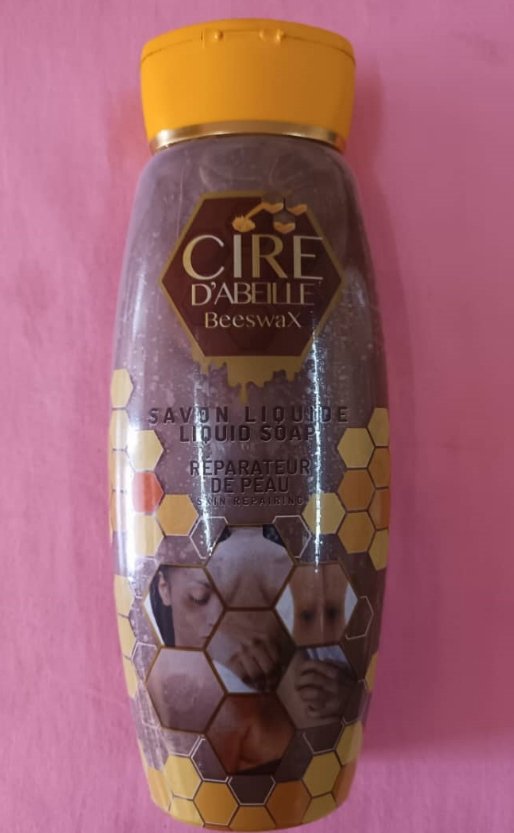 CIRE
D'ABEILLE
BeeswaX
SAVON LIQUIDE
LIQUID SOAP
RÉPARATEUR
DE PEAU
SKIN REPAIRING